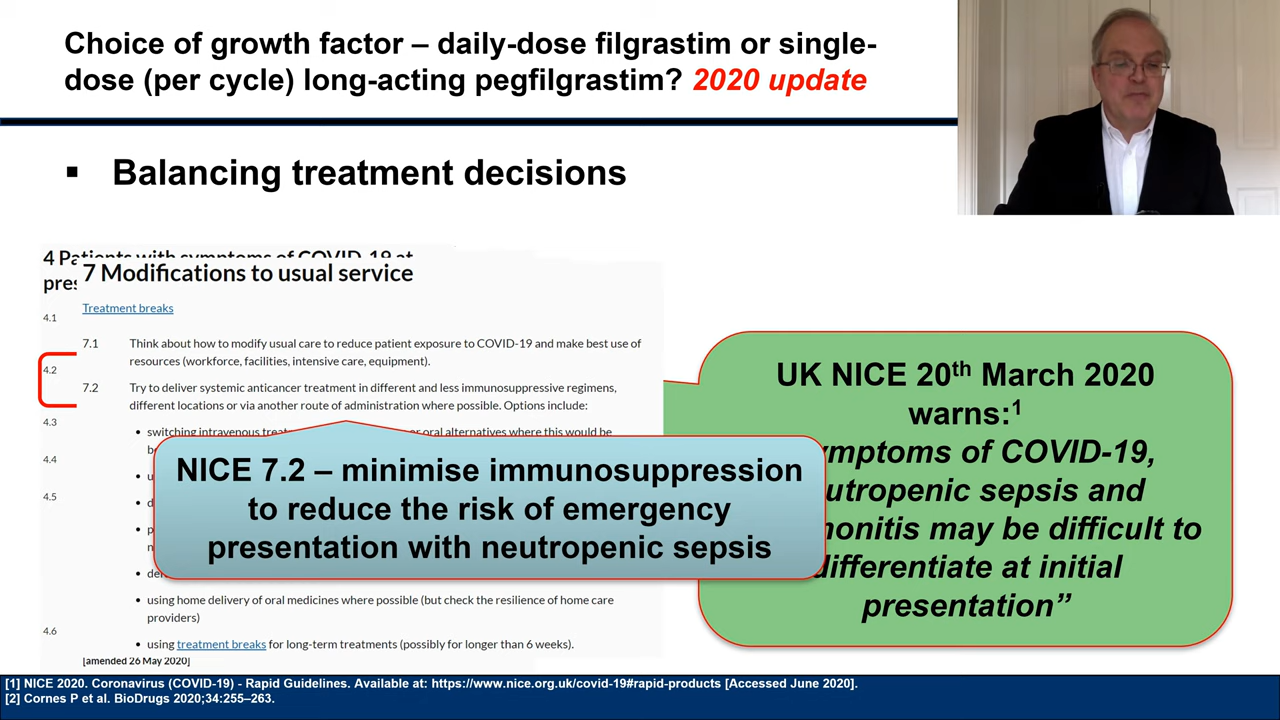 Choice of growth factor – daily-dose filgrastim or single-
dose (per cycle) long-acting pegfilgrastim? 2020 update
▪ Balancing treatment decisions
4 Patients with symptoms of COVID-19 at
pres
4.1
4.2
4.3
4.4
4.5
4.6
7 Modifications to usual service
Treatment breaks
7.1 Think about how to modify usual care to reduce patient exposure to COVID-19 and make best use of
resources (workforce, facilities, intensive care, equipment).
7.2 Try to deliver systemic anticancer treatment in different and less immunosuppressive regimens,
different locations or via another route of administration where possible. Options include:
• switching intravenous oral alternatives where this would be
• using home delivery of oral medicines where possible (but check the resilience of home care
providers)
• using treatment breaks for long-term treatments (possibly for longer than 6 weeks).
[amended 26 May 2020]
NICE 7.2 – minimise immunosuppression
to reduce the risk of emergency
presentation with neutropenic sepsis
UK NICE 20th March 2020
warns:1
mptoms of COVID-19,
utropenic sepsis and
monitis may be difficult to
differentiate at initial
presentation”
[1] NICE 2020. Coronavirus (COVID-19) - Rapid Guidelines. Available at: https://www.nice.org.uk/covid-19#rapid-products [Accessed June 2020].
[2] Cornes P et al. BioDrugs 2020;34:255–263.